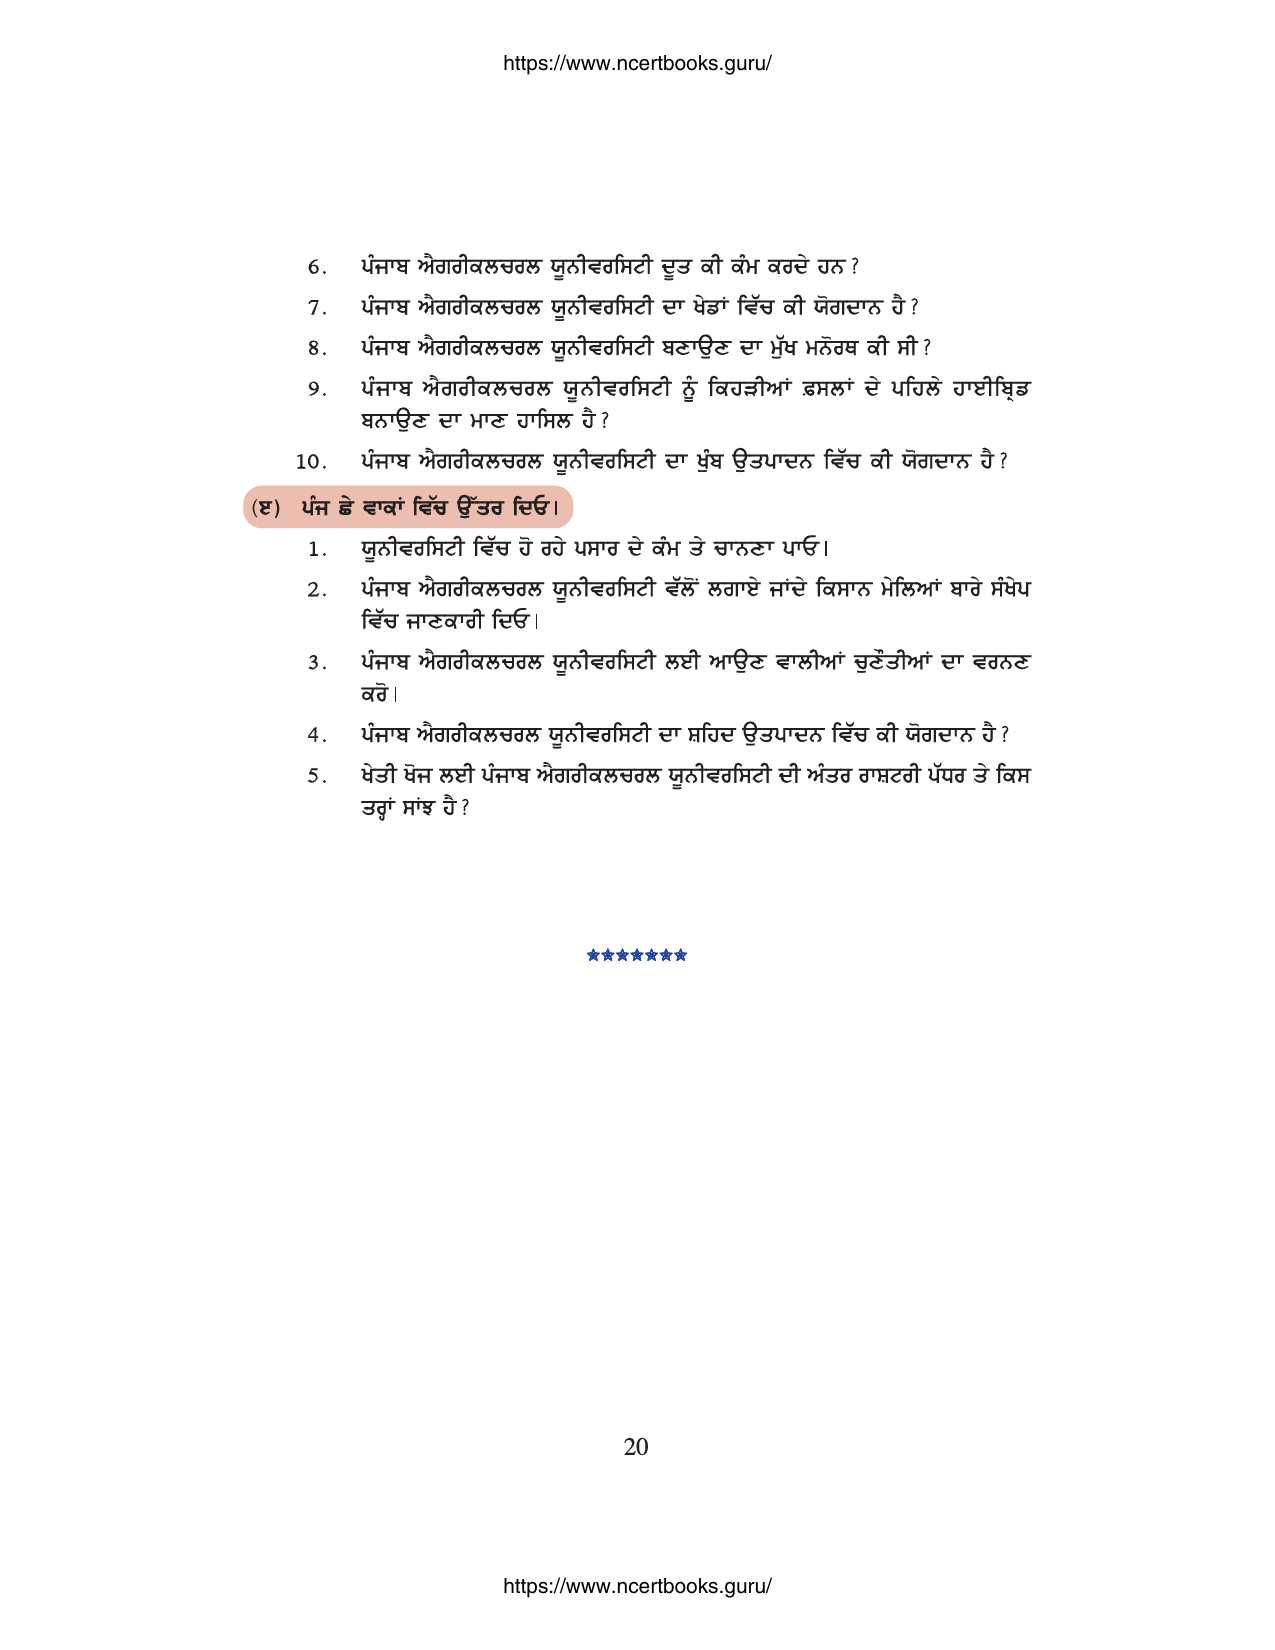 https://www.ncertbooks.guru/
6. ਪੰਜਾਬ ਐਗਰੀਕਲਚਰਲ ਯੂਨੀਵਰਸਿਟੀ ਦੂਤ ਕੀ ਕੰਮ ਕਰਦੇ ਹਨ ?
7. ਪੰਜਾਬ ਐਗਰੀਕਲਚਰਲ ਯੂਨੀਵਰਸਿਟੀ ਦਾ ਖੇਡਾਂ ਵਿੱਚ ਕੀ ਯੋਗਦਾਨ ਹੈ ?
8. ਪੰਜਾਬ ਐਗਰੀਕਲਚਰਲ ਯੂਨੀਵਰਸਿਟੀ ਬਣਾਉਣ ਦਾ ਮੁੱਖ ਮਨੋਰਥ ਕੀ ਸੀ ?
9. ਪੰਜਾਬ ਐਗਰੀਕਲਚਰਲ ਯੂਨੀਵਰਸਿਟੀ ਨੂੰ ਕਿਹੜੀਆਂ ਫ਼ਸਲਾਂ ਦੇ ਪਹਿਲੇ ਹਾਈਬ੍ਰਿਡ
ਬਨਾਉਣ ਦਾ ਮਾਣ ਹਾਸਿਲ ਹੈ ?
10. ਪੰਜਾਬ ਐਗਰੀਕਲਚਰਲ ਯੂਨੀਵਰਸਿਟੀ ਦਾ ਖੁੰਬ ਉਤਪਾਦਨ ਵਿੱਚ ਕੀ ਯੋਗਦਾਨ ਹੈ ?
(ੲ) ਪੰਜ ਛੇ ਵਾਕਾਂ ਵਿੱਚ ਉੱਤਰ ਦਿਓ।
1. ਯੂਨੀਵਰਸਿਟੀ ਵਿੱਚ ਹੋ ਰਹੇ ਪਸਾਰ ਦੇ ਕੰਮ ਤੇ ਚਾਨਣਾ ਪਾਓ।
2. ਪੰਜਾਬ ਐਗਰੀਕਲਚਰਲ ਯੂਨੀਵਰਸਿਟੀ ਵੱਲੋਂ ਲਗਾਏ ਜਾਂਦੇ ਕਿਸਾਨ ਮੇਲਿਆਂ ਬਾਰੇ ਸੰਖੇਪ
ਵਿੱਚ ਜਾਣਕਾਰੀ ਦਿਓ।
3. ਪੰਜਾਬ ਐਗਰੀਕਲਚਰਲ ਯੂਨੀਵਰਸਿਟੀ ਲਈ ਆਉਣ ਵਾਲੀਆਂ ਚੁਣੌਤੀਆਂ ਦਾ ਵਰਨਣ
ਕਰੋ।
4. ਪੰਜਾਬ ਐਗਰੀਕਲਚਰਲ ਯੂਨੀਵਰਸਿਟੀ ਦਾ ਸ਼ਹਿਦ ਉਤਪਾਦਨ ਵਿੱਚ ਕੀ ਯੋਗਦਾਨ ਹੈ ?
5. ਖੇਤੀ ਖੋਜ ਲਈ ਪੰਜਾਬ ਐਗਰੀਕਲਚਰਲ ਯੂਨੀਵਰਸਿਟੀ ਦੀ ਅੰਤਰ ਰਾਸ਼ਟਰੀ ਪੱਧਰ ਤੇ ਕਿਸ
ਤਰ੍ਹਾਂ ਸਾਂਝ ਹੈ ?
20
https://www.ncertbooks.guru/